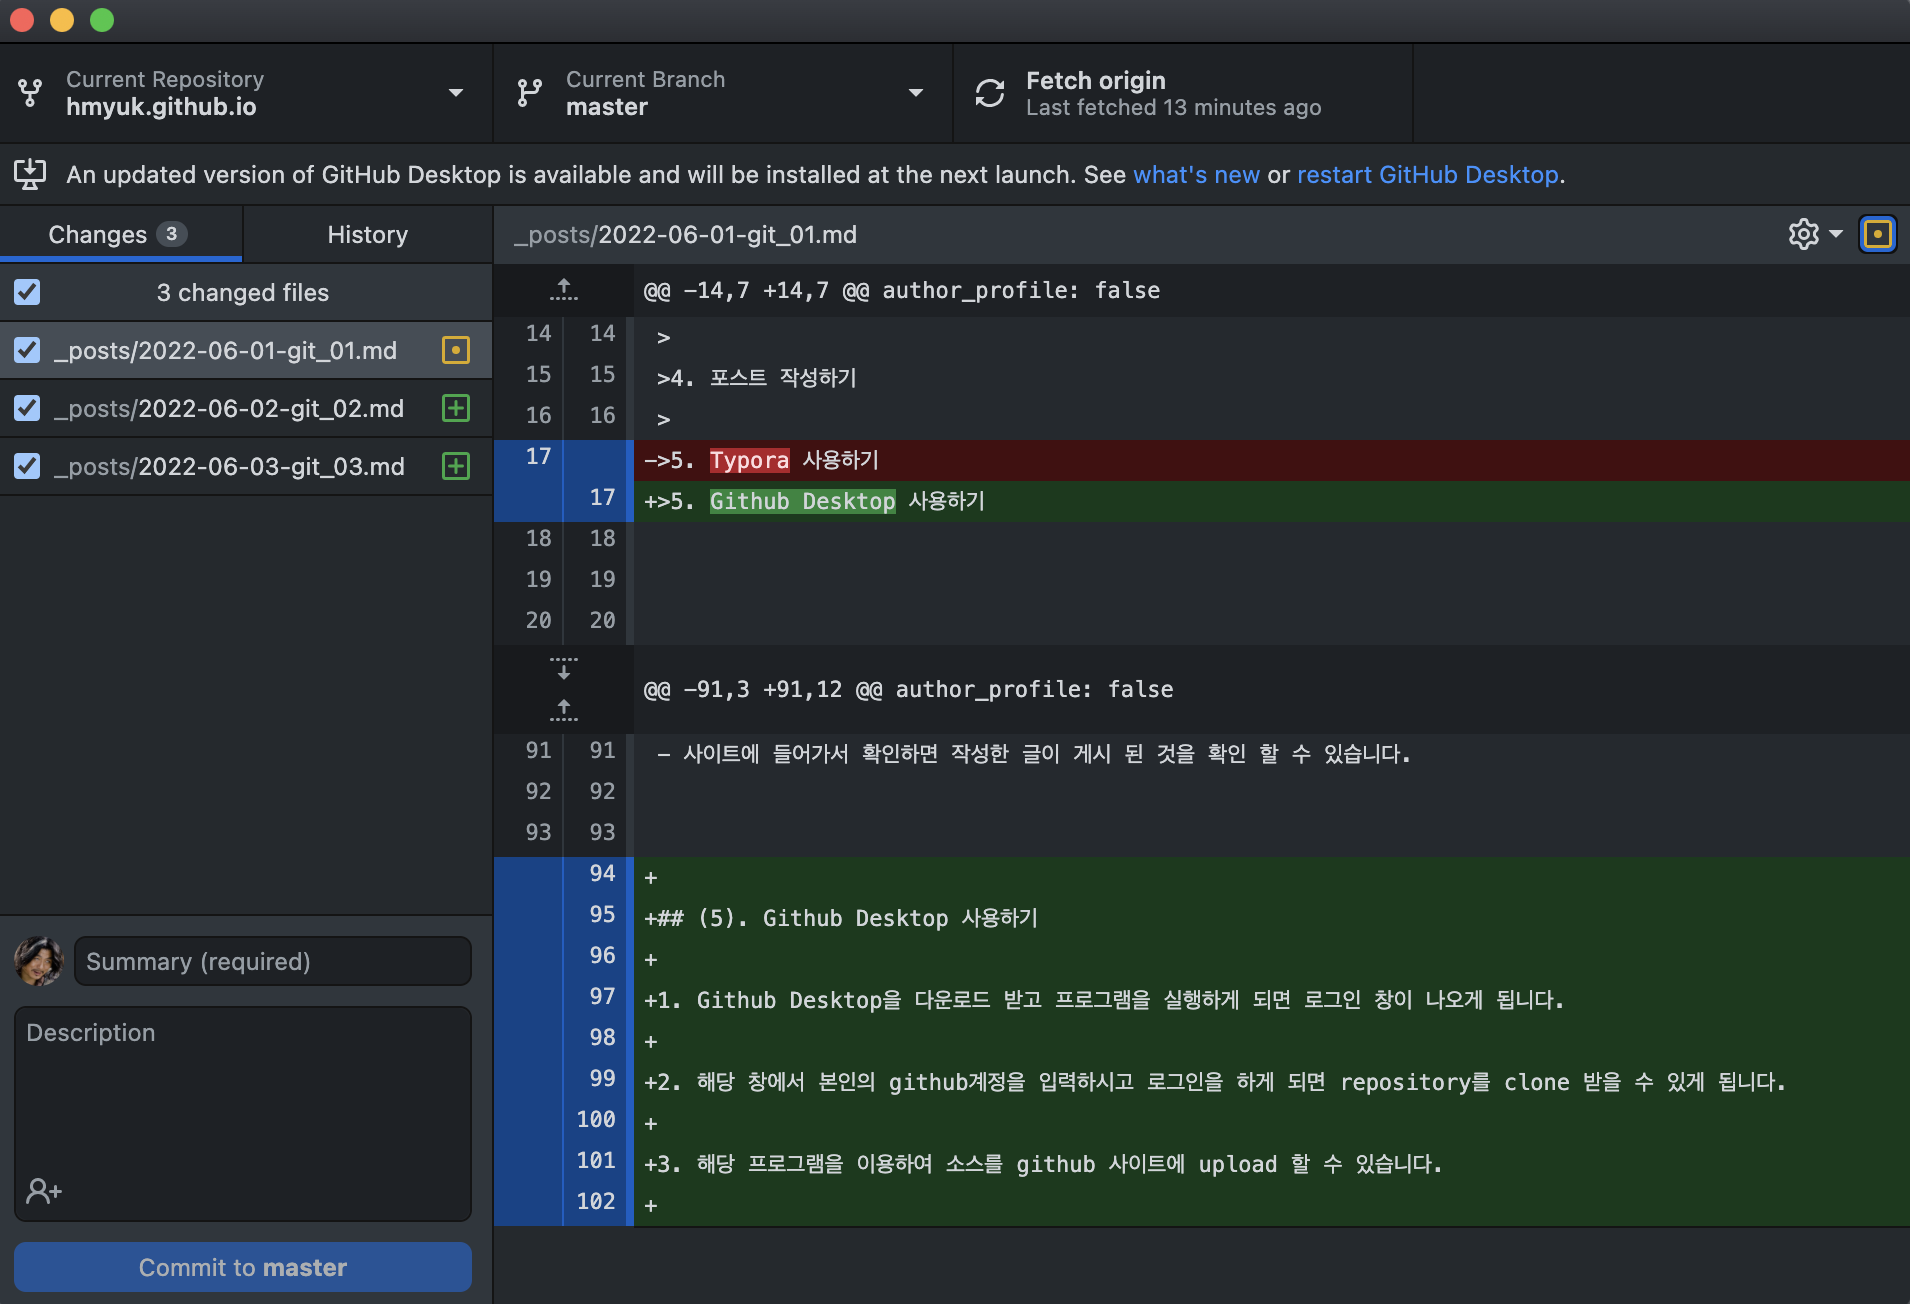 Current Repository
hmyuk.github.io
Current Branch
master
Fetch origin
Last fetched 13 minutes ago
An updated version of GitHub Desktop is available and will be installed at the next launch. See what's new or restart GitHub Desktop.
Changes 3
History
3 changed files
_posts/2022-06-01-git_01.md
_posts/2022-06-02-git_02.md
_posts/2022-06-03-git_03.md
Summary (required)
Description
Commit to master
_posts/2022-06-01-git_01.md
@@ -14,7 +14,7 @@ author_profile: false
14 14 >
15 15 >4. 포스트 작성하기
16 16 >
17 ->5. Typora 사용하기
17 +>5. Github Desktop 사용하기
18 18
19 19
20 20
@@ -91,3 +91,12 @@ author_profile: false
91 91 - 사이트에 들어가서 확인하면 작성한 글이 게시 된 것을 확인 할 수 있습니다.
92 92
93 93
94 +
95 +## (5). Github Desktop 사용하기
96 +
97 +1. Github Desktop을 다운로드 받고 프로그램을 실행하게 되면 로그인 창이 나오게 됩니다.
98 +
99 +2. 해당 창에서 본인의 github계정을 입력하시고 로그인을 하게 되면 repository를 clone 받을 수 있게 됩니다.
100 +
101 +3. 해당 프로그램을 이용하여 소스를 github 사이트에 upload 할 수 있습니다.
102 +